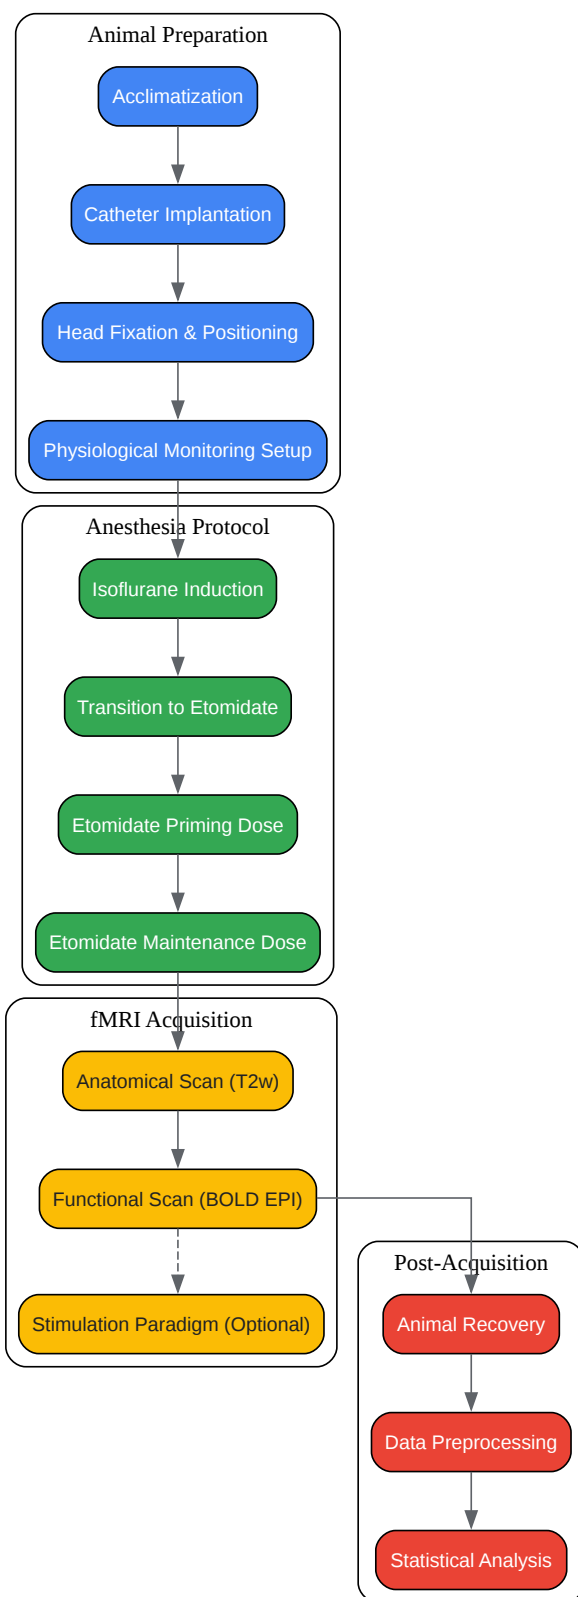 Animal Preparation
Acclimatization
Catheter Implantation
Head Fixation & Positioning
Physiological Monitoring Setup
Anesthesia Protocol
Isoflurane Induction
Transition to Etomidate
Etomidate Priming Dose
Etomidate Maintenance Dose
fMRI Acquisition
Anatomical Scan (T2w)
Functional Scan (BOLD EPI)
Stimulation Paradigm (Optional)
Post-Acquisition
Animal Recovery
Data Preprocessing
Statistical Analysis